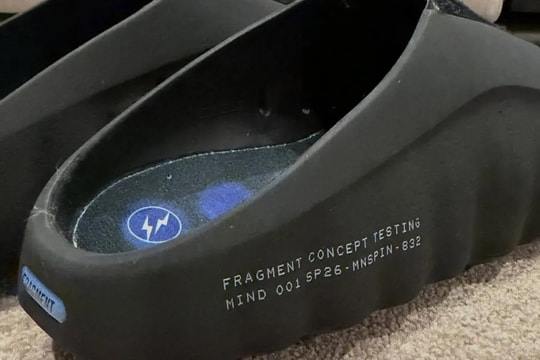 FRAGMENT CONCEPT TESTING
MIND 001 SP26-MNSPIN-832
FRAGMENT